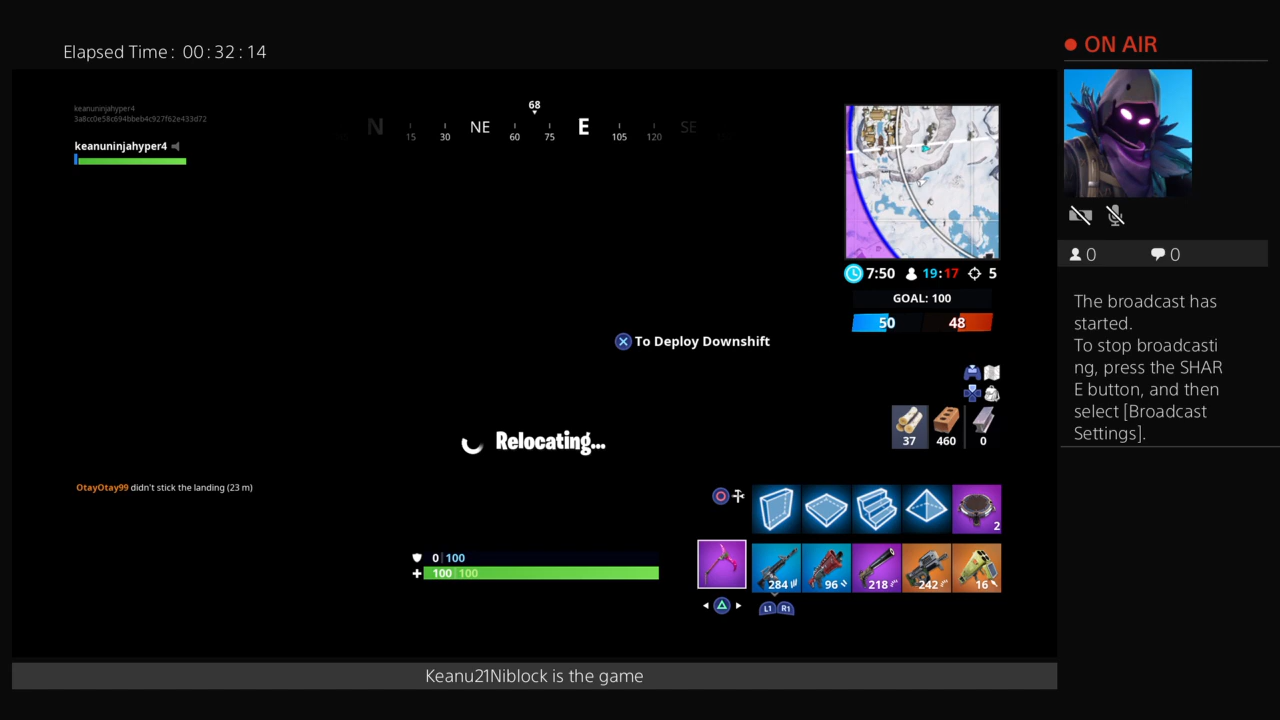 Elapsed Time: 00:32:14
ON AIR
keanuninjahyper4
3a8cc0e58c694bbeb4c927f62e433d72
keanuninjahyper4
68
N 15 30 NE 60 75 E 105 120 SE
7:50 19:17 5
GOAL: 100
50 48
To Deploy Downshift
37 460 0
Relocating...
OtayOtay99 didn't stick the landing (23 m)
2
0 100
100 100
284 96 218 242 16
L1 R1
0 0
The broadcast has
started.
To stop broadcasti
ng, press the SHAR
E button, and then
select [Broadcast
Settings].
Keanu21Niblock is the game